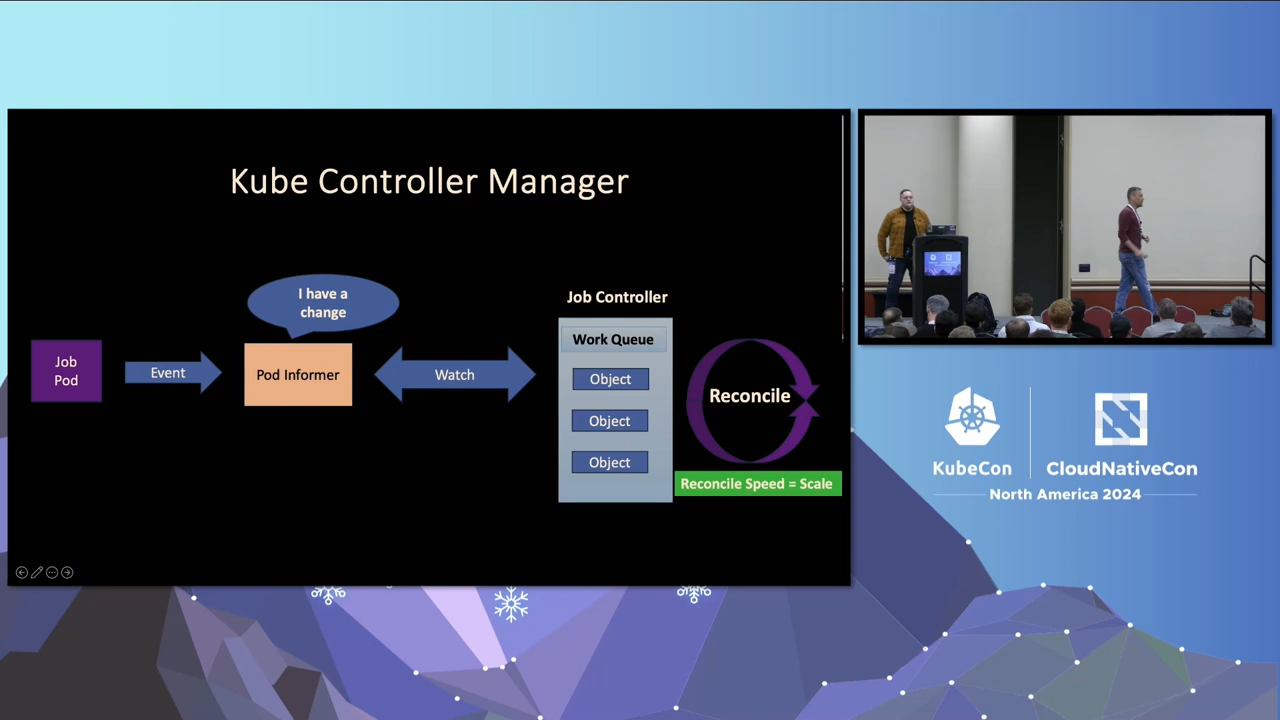 Kube Controller Manager
I have a
change
Job Controller
Job
Pod
Event
Pod Informer
Watch
Work Queue
Object
Object
Object
Reconcile
Reconcile Speed = Scale
KubeCon
CloudNativeCon
North America 2024